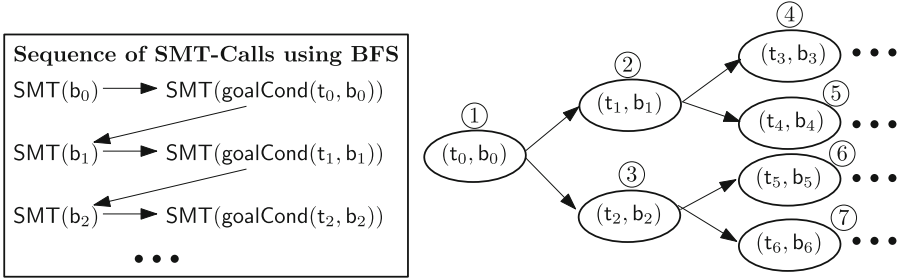 Sequence of SMT-Calls using BFS
SMT(b₀) SMT(goalCond(t₀, b₀))
SMT(b₁) SMT(goalCond(t₁, b₁))
SMT(b₂) SMT(goalCond(t₂, b₂))
•••
①
(t₀, b₀)
②
(t₁, b₁)
③
(t₂, b₂)
④
(t₃, b₃) •••
⑤
(t₄, b₄) •••
⑥
(t₅, b₅) •••
⑦
(t₆, b₆) •••